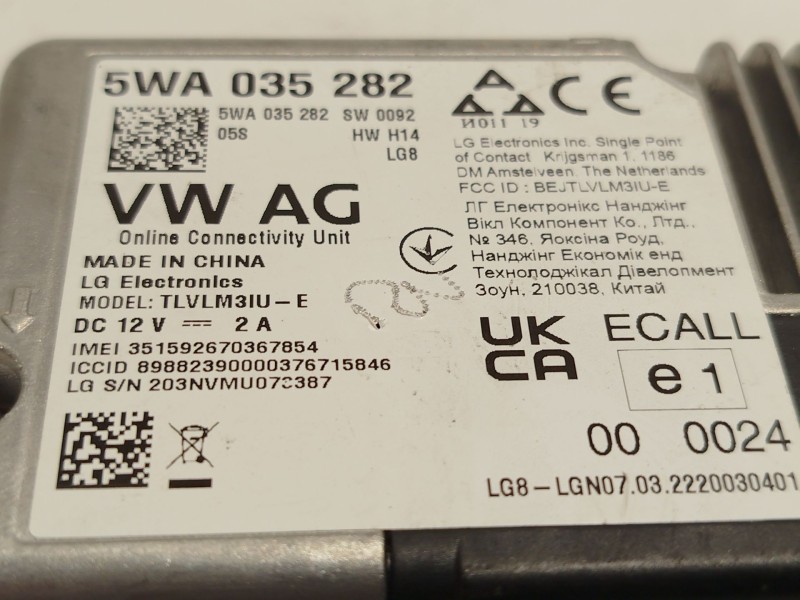 5WA 035 282
5WA 035 282 SW 0092
05S HW H14
LG8
VW AG
Online Connectivity Unit
MADE IN CHINA
LG Electronics
MODEL: TLVLM3IU-E
DC 12 V ⎓ 2 A
IMEI 351592670367854
ICCID 89882390000376715846
LG S/N 203NVMU073387
CE
И011 19
LG Electronics Inc. Single Point
of Contact Krijgsman 1, 1186
DM Amstelveen, The Netherlands
FCC ID : BEJTLVLM3IU-E
ЛГ Електронікс Нанджінг
Вікл Компонент Ко., Лтд.,
№ 346, Яоксіна Роуд,
Нанджінг Економік енд
Технолоджікал Дівелопмент
Зоун, 210038, Китай
UK
CA
ECALL
e1
00 0024
LG8-LGN07.03.2220030401